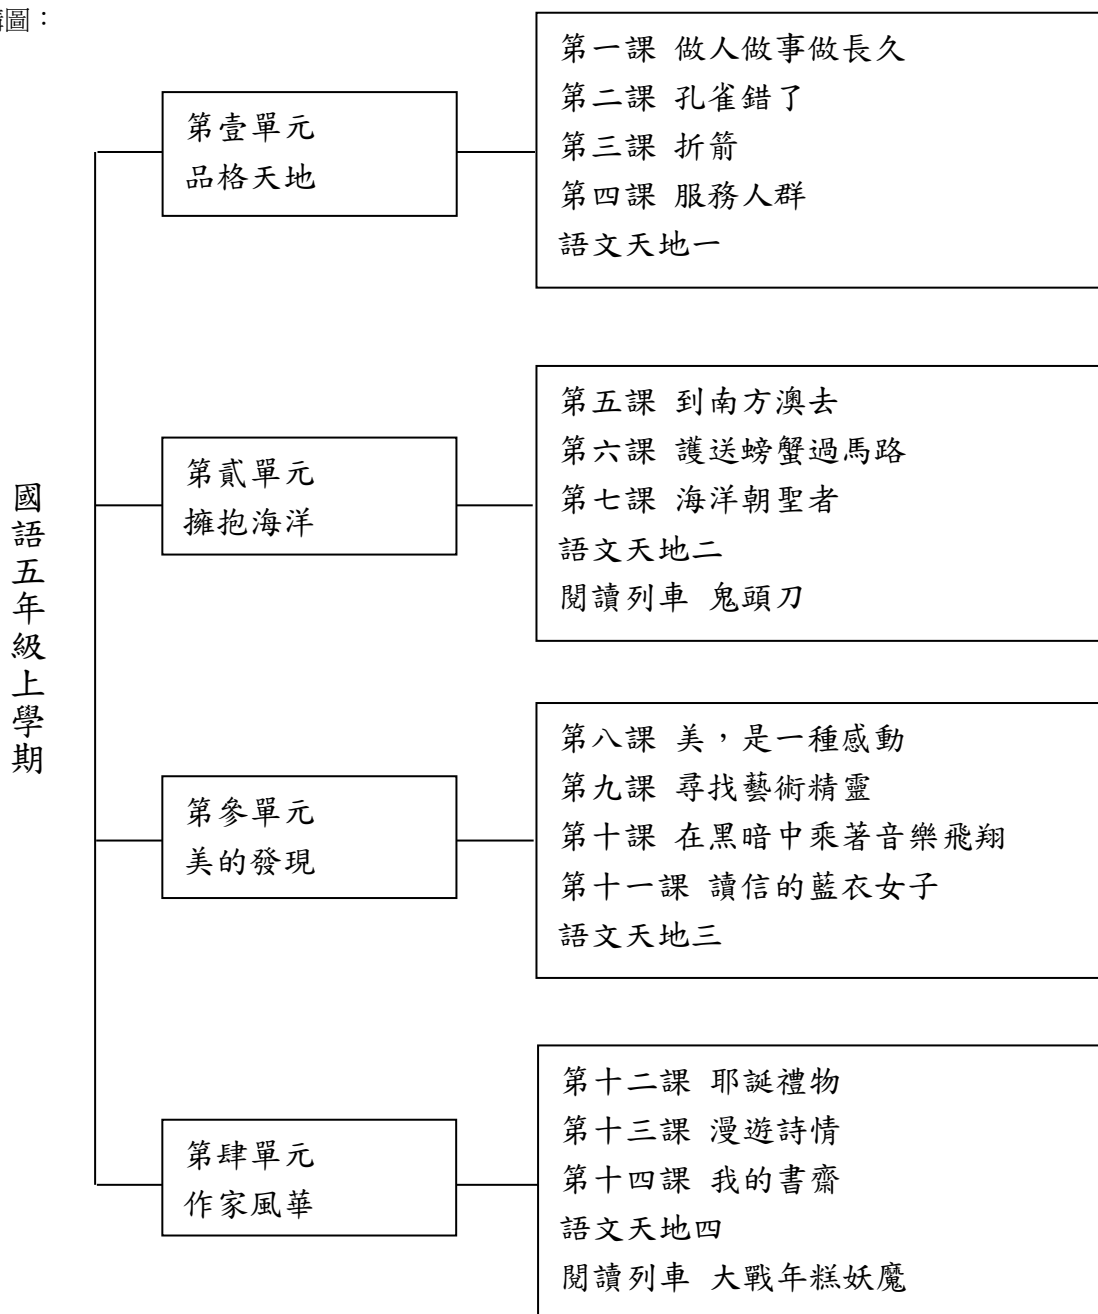 構圖：
國語五年級上學期
第壹單元
品格天地
第一課 做人做事做長久
第二課 孔雀錯了
第三課 折箭
第四課 服務人群
語文天地一
第貳單元
擁抱海洋
第五課 到南方澳去
第六課 護送螃蟹過馬路
第七課 海洋朝聖者
語文天地二
閱讀列車 鬼頭刀
第參單元
美的發現
第八課 美，是一種感動
第九課 尋找藝術精靈
第十課 在黑暗中乘著音樂飛翔
第十一課 讀信的藍衣女子
語文天地三
第肆單元
作家風華
第十二課 耶誕禮物
第十三課 漫遊詩情
第十四課 我的書齋
語文天地四
閱讀列車 大戰年糕妖魔